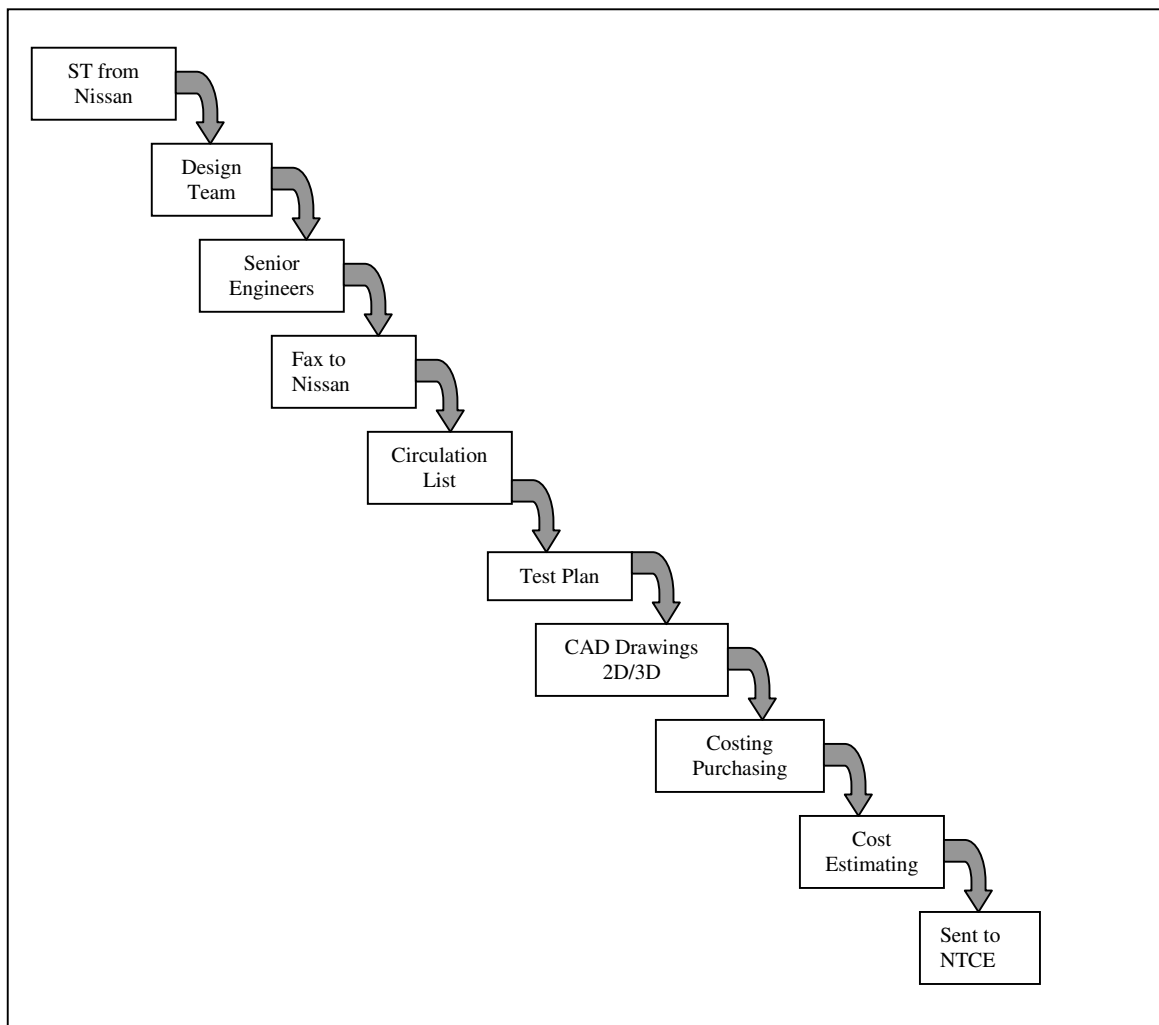 ST from
Nissan
Design
Team
Senior
Engineers
Fax to
Nissan
Circulation
List
Test Plan
CAD Drawings
2D/3D
Costing
Purchasing
Cost
Estimating
Sent to
NTCE